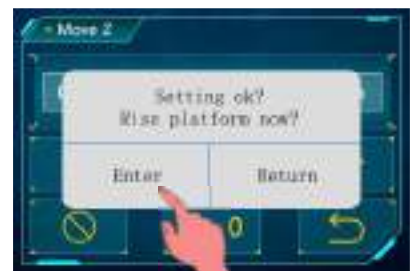 Move Z
Setting ok?
Rise platform now?
Enter
Return
0